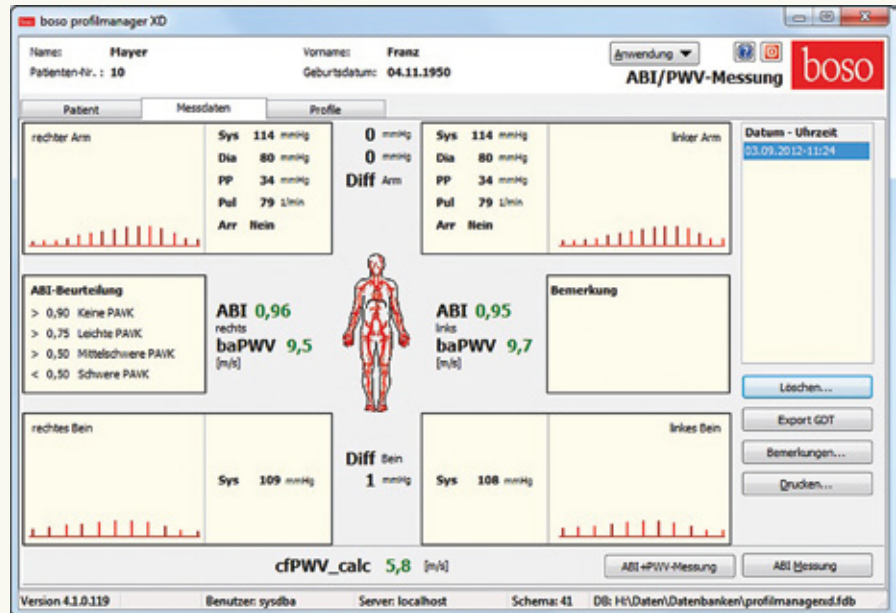 boso boso profilmanager XD
Name: Mayer Vorname: Franz Anwendung
Patienten-Nr. : 10 Geburtsdatum: 04.11.1950 ABI/PWV-Messung boso
Patient Messdaten Profile
rechter Arm Sys 114 mmHg 0 mmHg Sys 114 mmHg linker Arm Datum - Uhrzeit
Dia 80 mmHg 0 mmHg Dia 80 mmHg 03.09.2012-11:24
PP 34 mmHg Diff Arm PP 34 mmHg
Pul 79 1/min Pul 79 1/min
Arr Nein Arr Nein
ABI-Beurteilung Bemerkung
> 0,90 Keine PAVK ABI 0,96 ABI 0,95
> 0,75 Leichte PAVK rechts links
> 0,50 Mittelschwere PAVK baPWV 9,5 baPWV 9,7
< 0,50 Schwere PAVK [m/s] [m/s]
Löschen...
rechtes Bein linkes Bein Export GDT
Diff Bein Bemerkungen...
Sys 109 mmHg 1 mmHg Sys 108 mmHg Drucken...
cfPWV_calc 5,8 [m/s] ABI+PWV-Messung ABI Messung
Version 4.1.0.119 Benutzer: sysdba Server: localhost Schema: 41 DB: H:\Daten\Datenbanken\profilmanagerxd.fdb